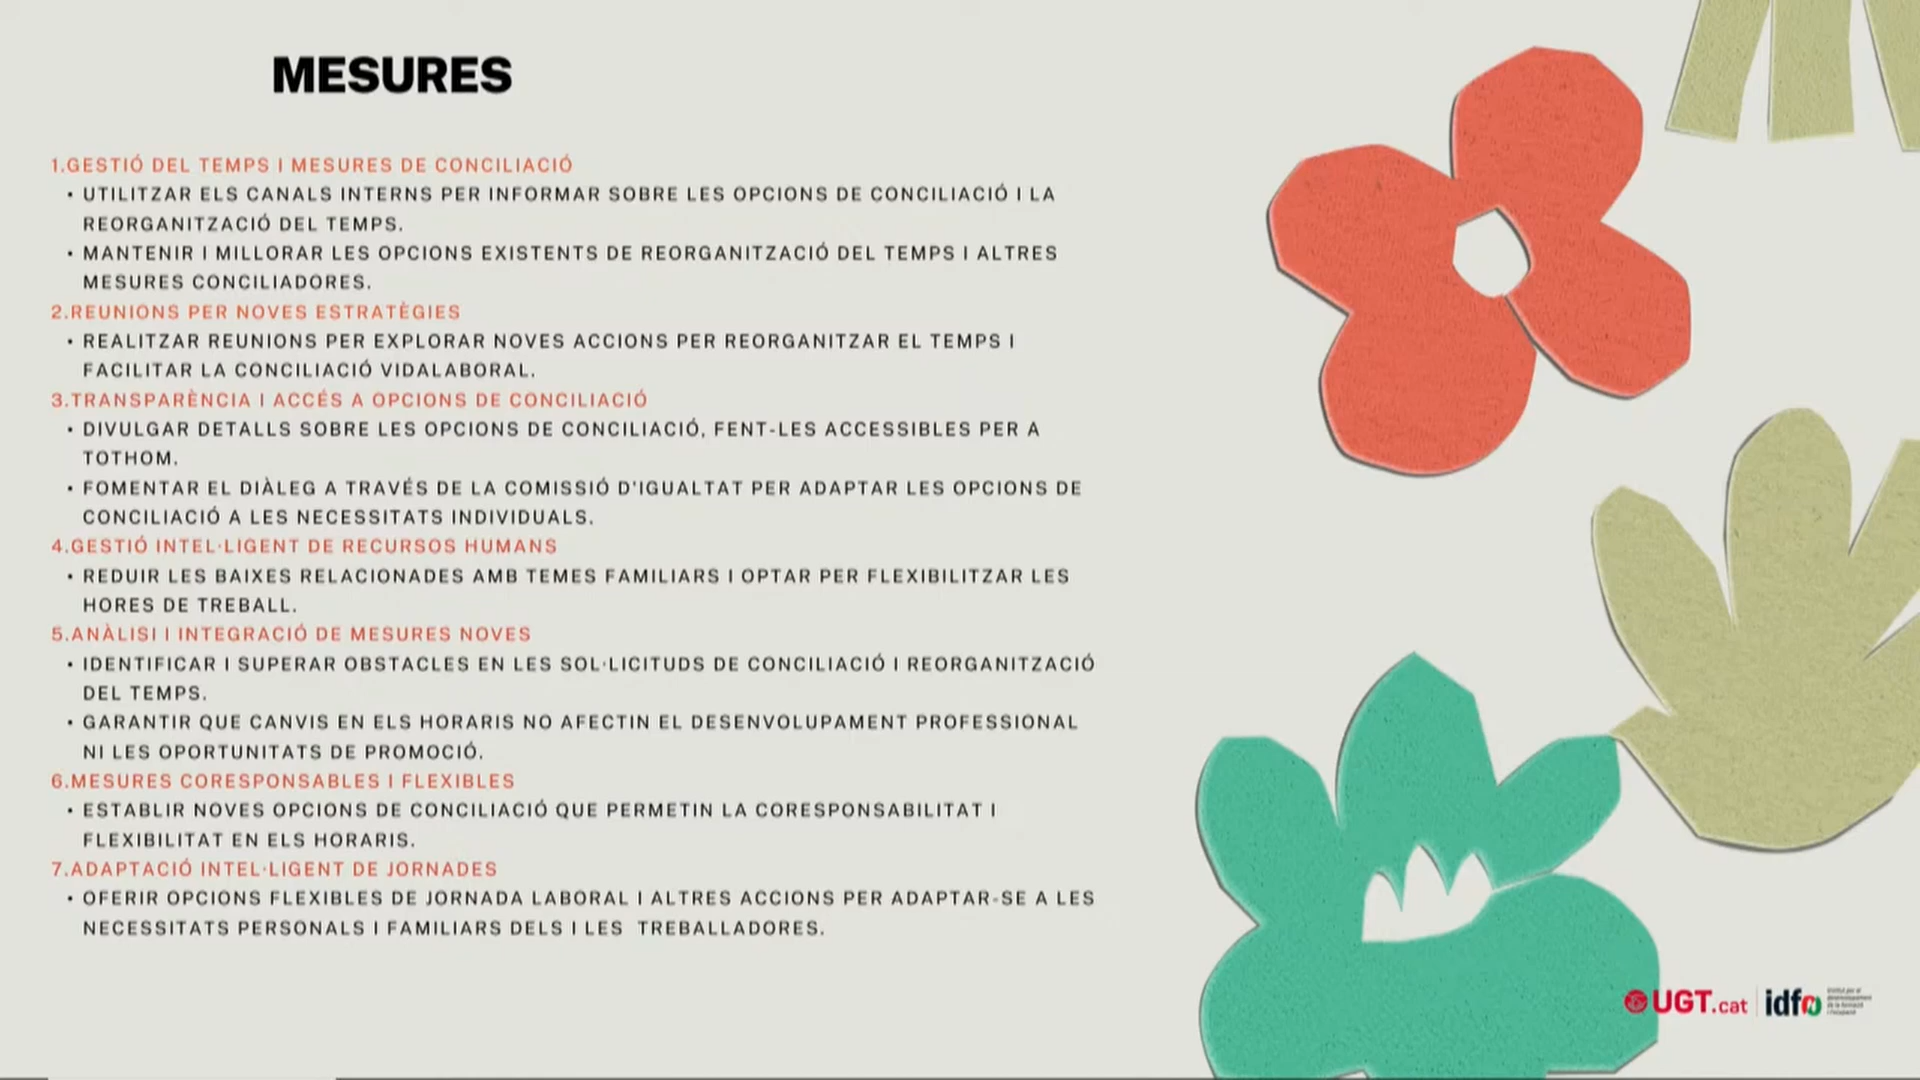 MESURES
1.GESTIÓ DEL TEMPS I MESURES DE CONCILIACIÓ
• UTILITZAR ELS CANALS INTERNS PER INFORMAR SOBRE LES OPCIONS DE CONCILIACIÓ I LA
REORGANITZACIÓ DEL TEMPS.
• MANTENIR I MILLORAR LES OPCIONS EXISTENTS DE REORGANITZACIÓ DEL TEMPS I ALTRES
MESURES CONCILIADORES.
2.REUNIONS PER NOVES ESTRATÈGIES
• REALITZAR REUNIONS PER EXPLORAR NOVES ACCIONS PER REORGANITZAR EL TEMPS I
FACILITAR LA CONCILIACIÓ VIDALABORAL.
3.TRANSPARÈNCIA I ACCÉS A OPCIONS DE CONCILIACIÓ
• DIVULGAR DETALLS SOBRE LES OPCIONS DE CONCILIACIÓ, FENT-LES ACCESSIBLES PER A
TOTHOM.
• FOMENTAR EL DIÀLEG A TRAVÉS DE LA COMISSIÓ D'IGUALTAT PER ADAPTAR LES OPCIONS DE
CONCILIACIÓ A LES NECESSITATS INDIVIDUALS.
4.GESTIÓ INTEL·LIGENT DE RECURSOS HUMANS
• REDUIR LES BAIXES RELACIONADES AMB TEMES FAMILIARS I OPTAR PER FLEXIBILITZAR LES
HORES DE TREBALL.
5.ANÀLISI I INTEGRACIÓ DE MESURES NOVES
• IDENTIFICAR I SUPERAR OBSTACLES EN LES SOL·LICITUDS DE CONCILIACIÓ I REORGANITZACIÓ
DEL TEMPS.
• GARANTIR QUE CANVIS EN ELS HORARIS NO AFECTIN EL DESENVOLUPAMENT PROFESSIONAL
NI LES OPORTUNITATS DE PROMOCIÓ.
6.MESURES CORESPONSABLES I FLEXIBLES
• ESTABLIR NOVES OPCIONS DE CONCILIACIÓ QUE PERMETIN LA CORESPONSABILITAT I
FLEXIBILITAT EN ELS HORARIS.
7.ADAPTACIÓ INTEL·LIGENT DE JORNADES
• OFERIR OPCIONS FLEXIBLES DE JORNADA LABORAL I ALTRES ACCIONS PER ADAPTAR-SE A LES
NECESSITATS PERSONALS I FAMILIARS DELS I LES  TREBALLADORES.
UGT.cat idfo